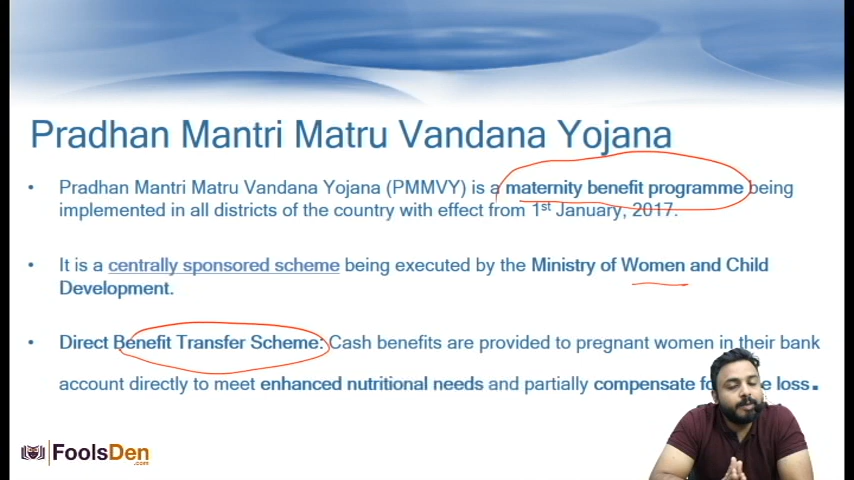 Pradhan Mantri Matru Vandana Yojana
• Pradhan Mantri Matru Vandana Yojana (PMMVY) is a maternity benefit programme being
implemented in all districts of the country with effect from 1st January, 2017.
• It is a centrally sponsored scheme being executed by the Ministry of Women and Child
Development.
• Direct Benefit Transfer Scheme: Cash benefits are provided to pregnant women in their bank
account directly to meet enhanced nutritional needs and partially compensate loss.
FoolsDen
.com